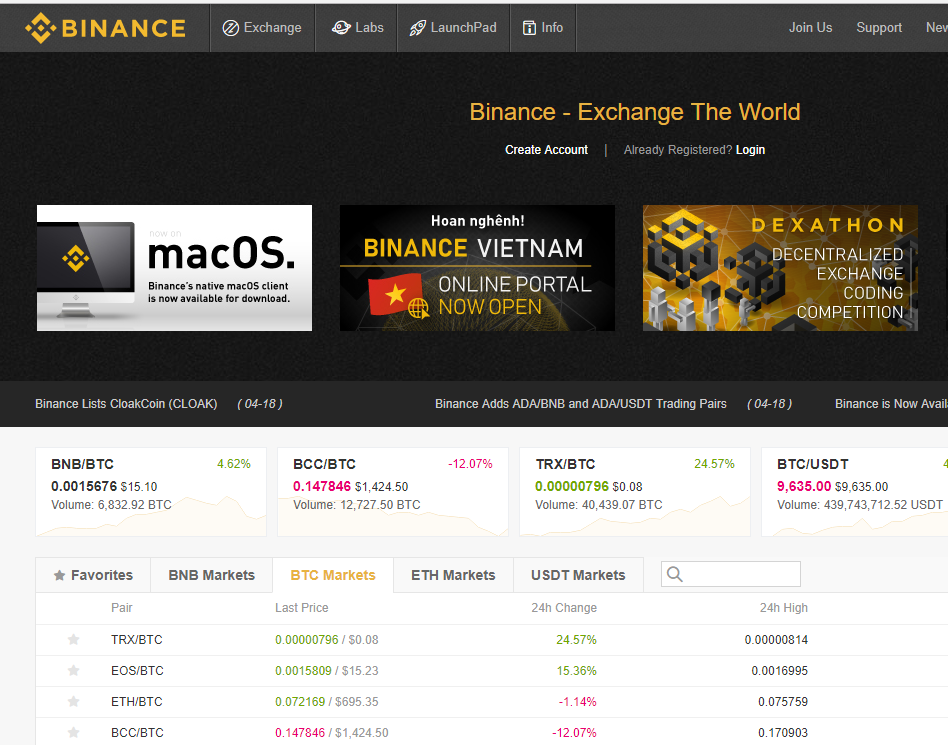 BINANCE
Exchange
Labs
LaunchPad
Info
Join Us
Support
Binance - Exchange The World
Create Account | Already Registered? Login
now on
macOS.
Binance's native macOS client
is now available for download.
Hoan nghênh!
BINANCE VIETNAM
ONLINE PORTAL
NOW OPEN
DEXATHON
DECENTRALIZED
EXCHANGE
CODING
COMPETITION
Binance Lists CloakCoin (CLOAK) ( 04-18 )
Binance Adds ADA/BNB and ADA/USDT Trading Pairs ( 04-18 )
Binance is Now
BNB/BTC 4.62%
0.0015676 $15.10
Volume: 6,832.92 BTC
BCC/BTC -12.07%
0.147846 $1,424.50
Volume: 12,727.50 BTC
TRX/BTC 24.57%
0.00000796 $0.08
Volume: 40,439.07 BTC
BTC/USDT
9,635.00 $9,635.00
Volume: 439,743,712.52 USDT
Favorites
BNB Markets
BTC Markets
ETH Markets
USDT Markets
Pair Last Price 24h Change 24h High
TRX/BTC 0.00000796 / $0.08 24.57% 0.00000814
EOS/BTC 0.0015809 / $15.23 15.36% 0.0016995
ETH/BTC 0.072169 / $695.35 -1.14% 0.075759
BCC/BTC 0.147846 / $1,424.50 -12.07% 0.170903